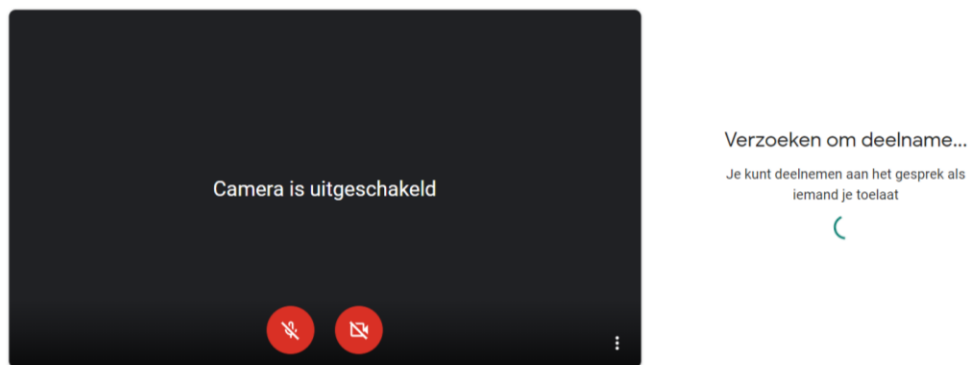 Camera is uitgeschakeld
Verzoeken om deelname...
Je kunt deelnemen aan het gesprek als
iemand je toelaat